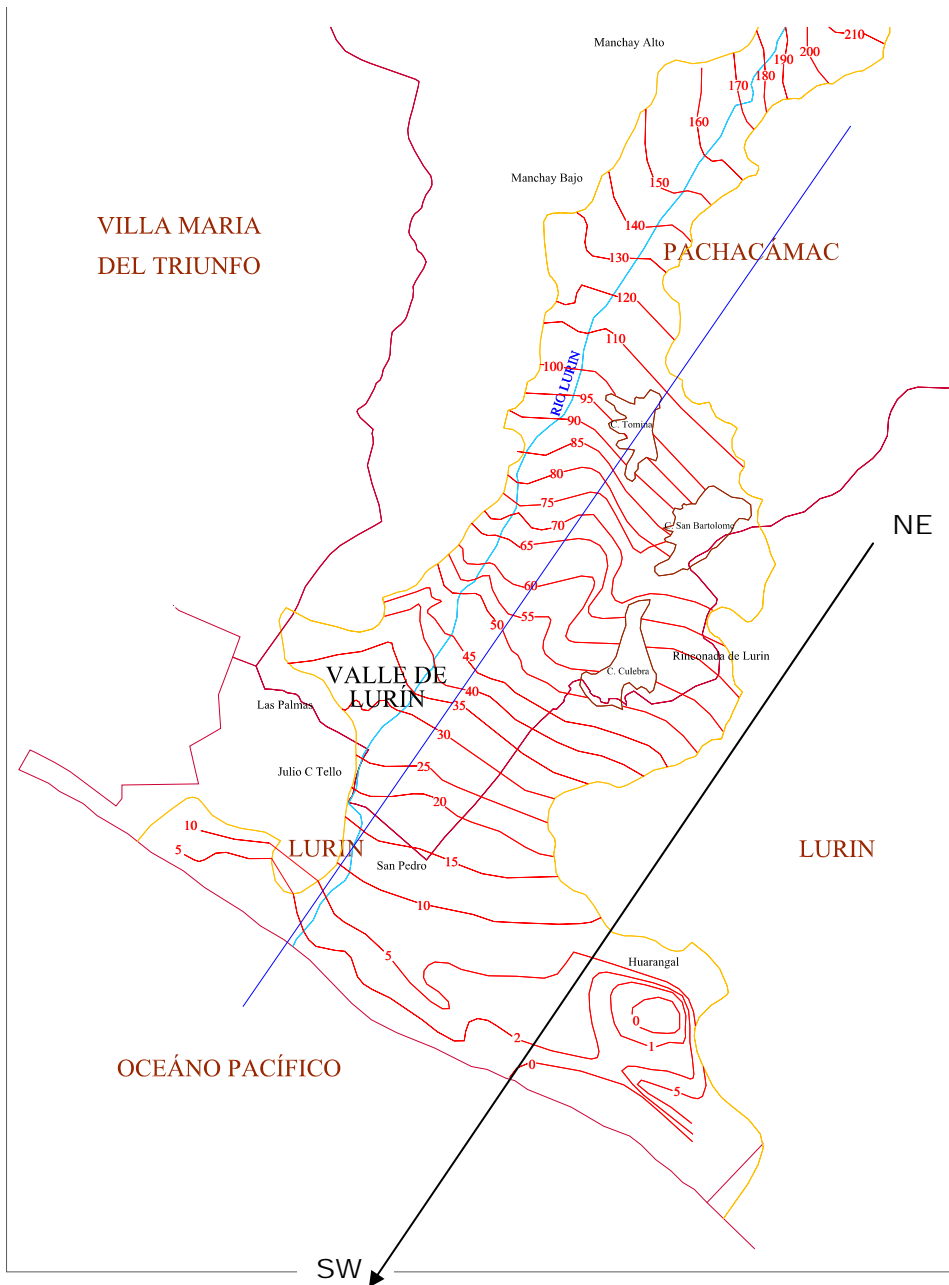 210
Manchay Alto
200
190
180
170
160
Manchay Bajo
150
VILLA MARIA
DEL TRIUNFO
140
PACHACAMAC
130
120
110
100
RIO LURIN
95
90
C. Tomina
85
80
75
70
C. San Bartolome
NE
65
60
55
50
45
Rinconada de Lurin
C. Culebra
VALLE DE
LURÍN
40
Las Palmas
35
30
25
Julio C Tello
20
10
5
LURIN
LURIN
15
San Pedro
10
5
Huarangal
0
1
2
0
5
OCEÁNO PACÍFICO
SW